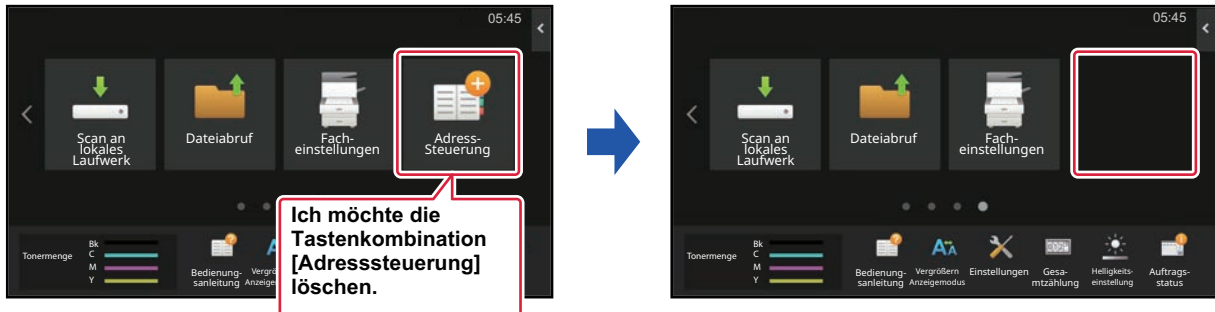 05:45
Scan an
lokales
Laufwerk
Dateiabruf
Fach-
einstellungen
Adress-
Steuerung
Ich möchte die
Tastenkombination
[Adresssteuerung]
löschen.
Tonermenge
Bk
C
M
Y
Bedienung-
sanleitung
Vergrö
Anzeige
05:45
Scan an
lokales
Laufwerk
Dateiabruf
Fach-
einstellungen
Tonermenge
Bk
C
M
Y
Bedienung-
sanleitung
Vergrößern
Anzeigemodus
Einstellungen
Gesa-
mtzählung
Helligkeits-
einstellung
Auftrags-
status